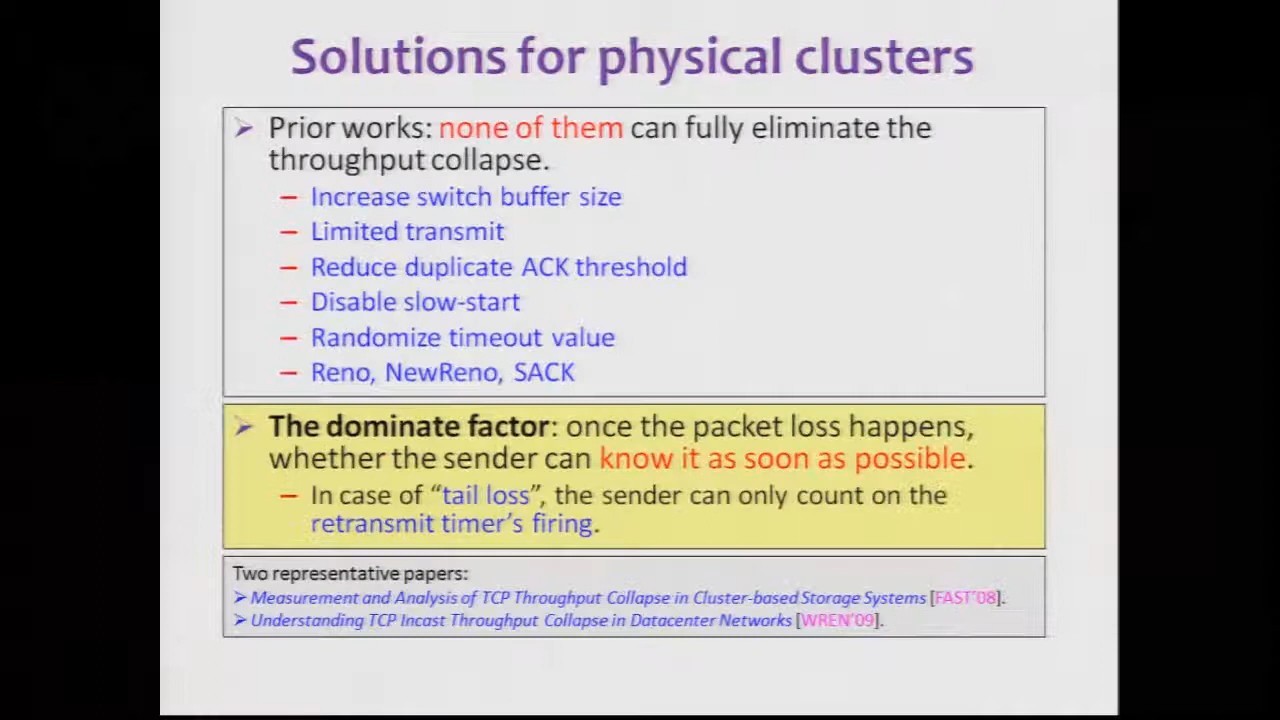 Solutions for physical clusters
➢ Prior works: none of them can fully eliminate the
throughput collapse.
– Increase switch buffer size
– Limited transmit
– Reduce duplicate ACK threshold
– Disable slow-start
– Randomize timeout value
– Reno, NewReno, SACK
➢ The dominate factor: once the packet loss happens,
whether the sender can know it as soon as possible.
– In case of “tail loss”, the sender can only count on the
retransmit timer’s firing.
Two representative papers:
➢ Measurement and Analysis of TCP Throughput Collapse in Cluster-based Storage Systems [FAST’08].
➢ Understanding TCP Incast Throughput Collapse in Datacenter Networks [WREN’09].